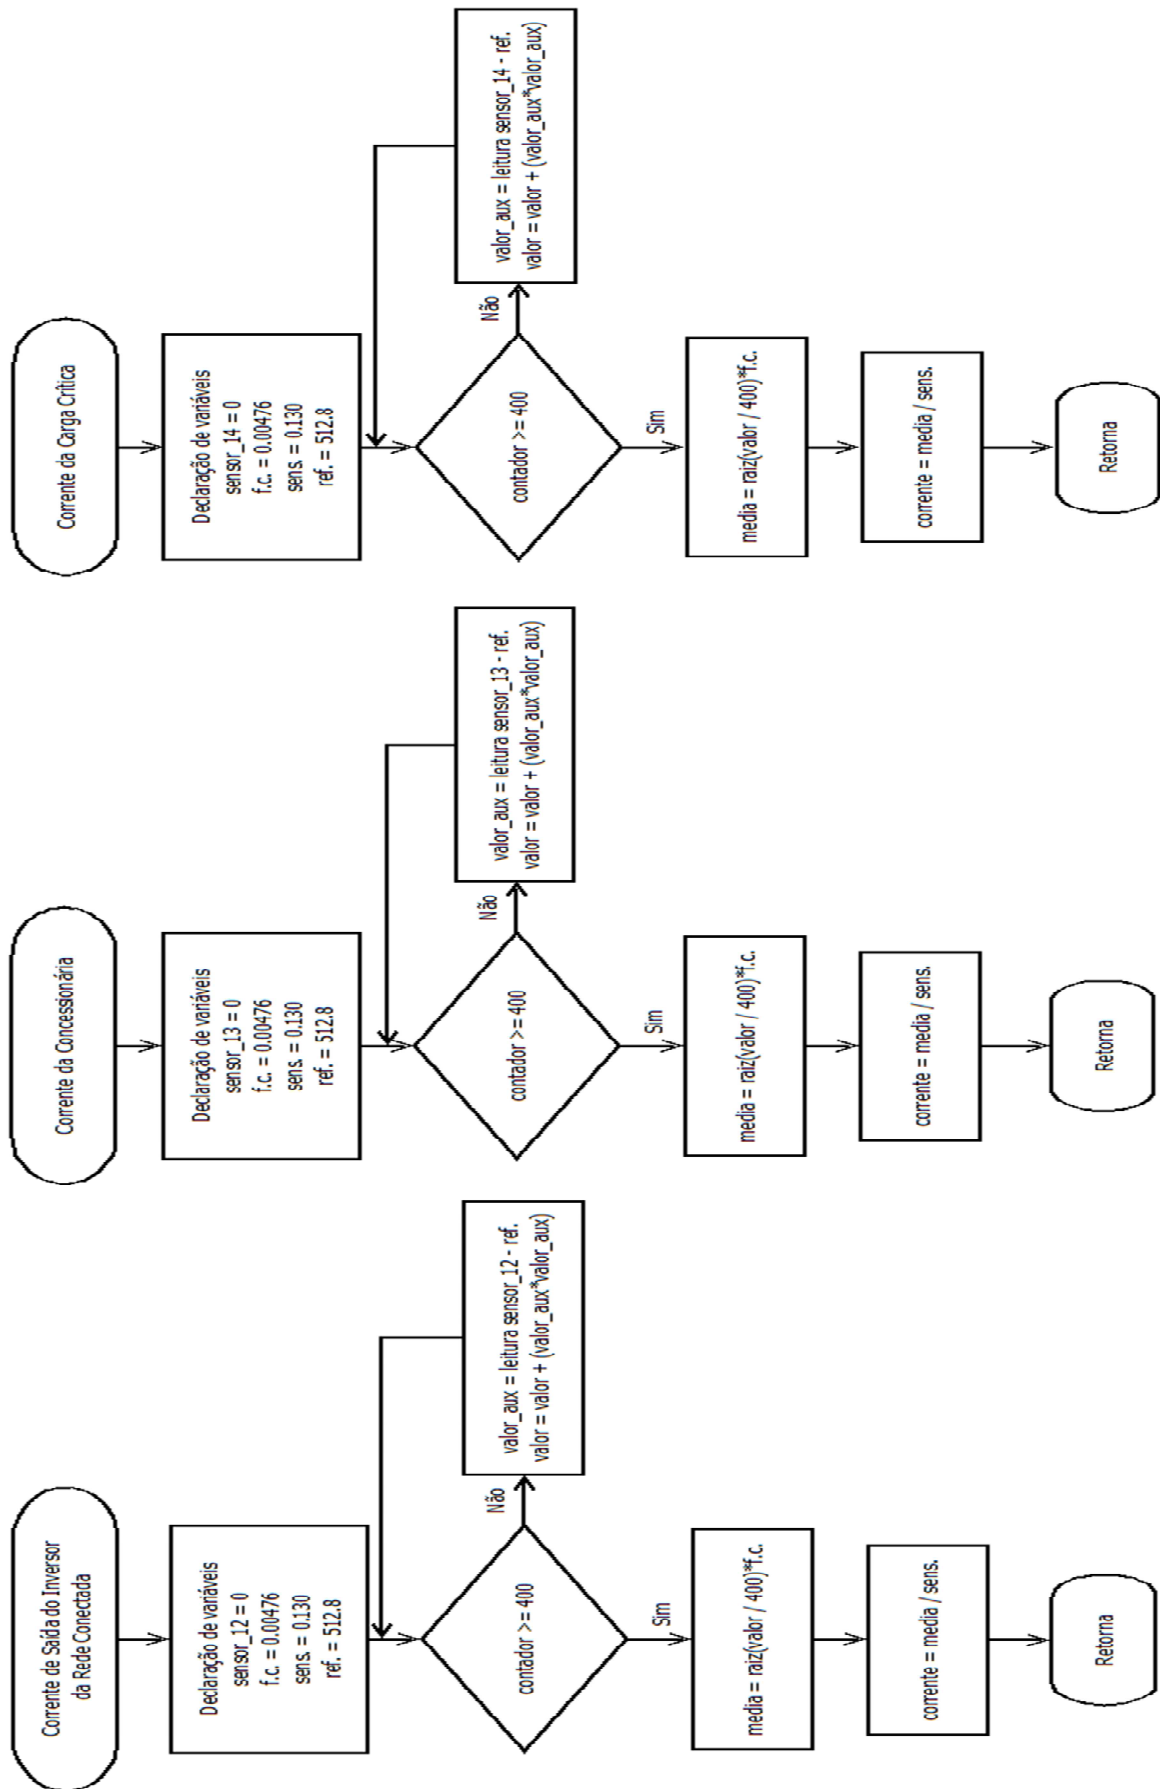 Corrente de Saída do Inversor
da Rede Conectada
Declaração de variáveis
sensor_12 = 0
f.c. = 0.00476
sens. = 0.130
ref. = 512.8
contador >= 400
Não
valor_aux = leitura sensor_12 - ref.
valor = valor + (valor_aux*valor_aux)
Sim
media = raiz(valor / 400)*f.c.
corrente = media / sens.
Retorna
Corrente da Concessionária
Declaração de variáveis
sensor_13 = 0
f.c. = 0.00476
sens. = 0.130
ref. = 512.8
contador >= 400
Não
valor_aux = leitura sensor_13 - ref.
valor = valor + (valor_aux*valor_aux)
Sim
media = raiz(valor / 400)*f.c.
corrente = media / sens.
Retorna
Corrente da Carga Crítica
Declaração de variáveis
sensor_14 = 0
f.c. = 0.00476
sens. = 0.130
ref. = 512.8
contador >= 400
Não
valor_aux = leitura sensor_14 - ref.
valor = valor + (valor_aux*valor_aux)
Sim
media = raiz(valor / 400)*f.c.
corrente = media / sens.
Retorna